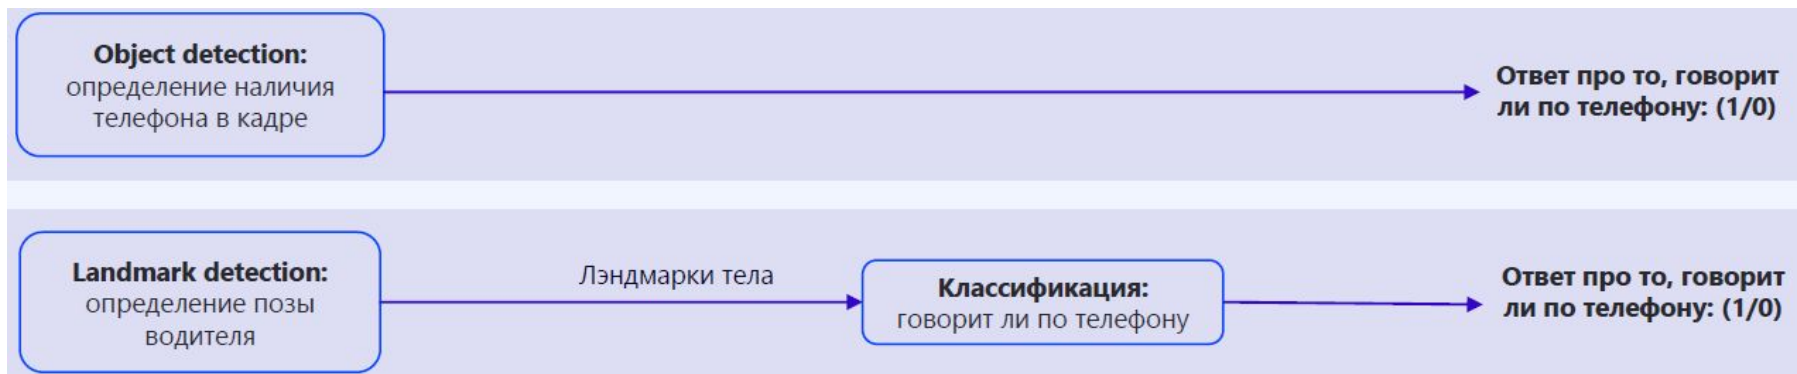 Object detection:
определение наличия
телефона в кадре
Ответ про то, говорит
ли по телефону: (1/0)
Landmark detection:
определение позы
водителя
Лэндмарки тела
Классификация:
говорит ли по телефону
Ответ про то, говорит
ли по телефону: (1/0)